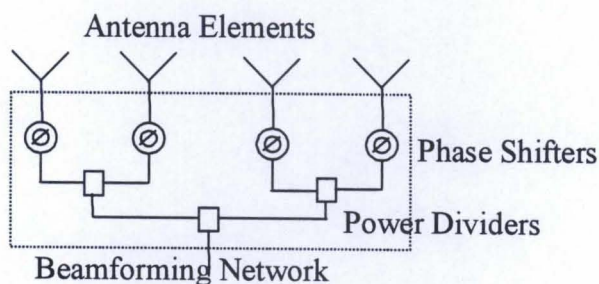 Antenna Elements
Phase Shifters
Power Dividers
Beamforming Network